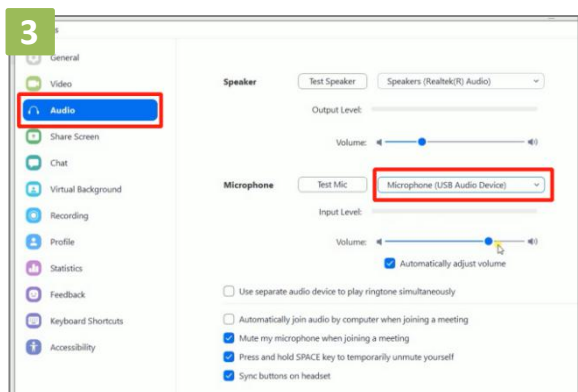 3
s
General
Video
Speaker
Test Speaker
Speakers (Realtek(R) Audio)
Audio
Output Level:
Share Screen
Volume:
Chat
Virtual Background
Microphone
Test Mic
Microphone (USB Audio Device)
Recording
Input Level:
Profile
Volume:
Statistics
Automatically adjust volume
Feedback
Use separate audio device to play ringtone simultaneously
Keyboard Shortcuts
Automatically join audio by computer when joining a meeting
Mute my microphone when joining a meeting
Accessibility
Press and hold SPACE key to temporarily unmute yourself
Sync buttons on headset